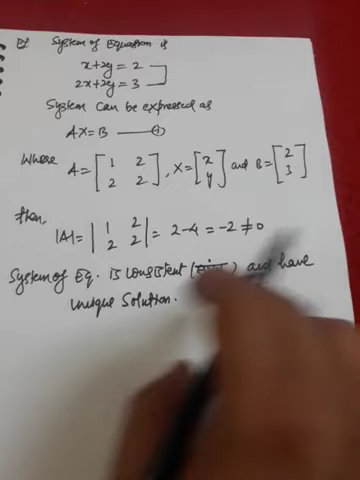 System of Equation is
x+2y=2
2x+2y=3
System can be expressed as
AX=B —①
Where A=[1 2
2 2], X=[x
y] and B=[2
3]
then,
|A|=|1 2
2 2|= 2-4=-2≠0
System of Eq. is consistent and have
unique Solution.